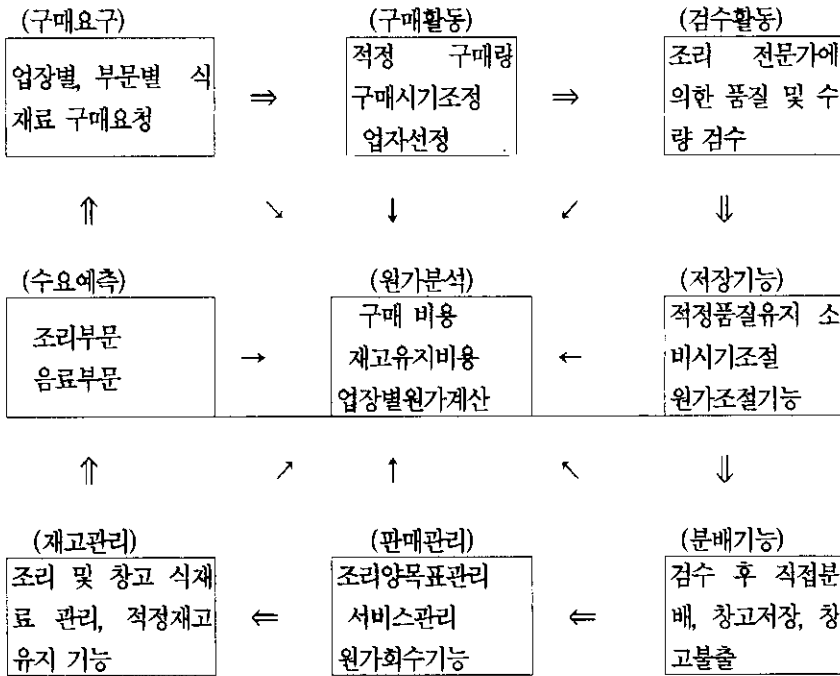 (구매요구) (구매활동) (검수활동)
업장별, 부문별 식
재료 구매요청
⇒
적정 구매량
구매시기조정
업자선정
⇒
조리 전문가에
의한 품질 및 수
량 검수
⇑ ↘ ↓ ↙ ⇓
(수요예측) (원가분석) (저장기능)
조리부문
음료부문
→
구매 비용
재고유지비용
업장별원가계산
←
적정품질유지 소
비시기조절
원가조절기능
⇑ ↗ ↑ ↖ ⇓
(재고관리) (판매관리) (분배기능)
조리 및 창고 식재
료 관리, 적정재고
유지 기능
⇐
조리양목표관리
서비스관리
원가회수기능
⇐
검수 후 직접분
배, 창고저장, 창
고불출